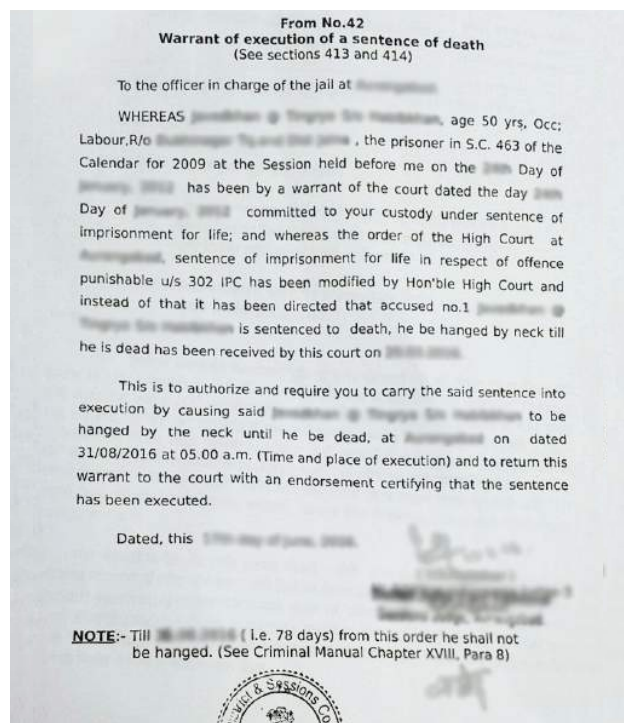 From No.42
Warrant of execution of a sentence of death
(See sections 413 and 414)
To the officer in charge of the jail at
WHEREAS , age 50 yrs, Occ:
Labour,R/o , the prisoner in S.C. 463 of the
Calendar for 2009 at the Session held before me on the Day of
has been by a warrant of the court dated the day
Day of committed to your custody under sentence of
imprisonment for life; and whereas the order of the High Court at
, sentence of imprisonment for life in respect of offence
punishable u/s 302 IPC has been modified by Hon'ble High Court and
instead of that it has been directed that accused no.1
is sentenced to death, he be hanged by neck till
he is dead has been received by this court on
This is to authorize and require you to carry the said sentence into
execution by causing said to be
hanged by the neck until he be dead, at on dated
31/08/2016 at 05.00 a.m. (Time and place of execution) and to return this
warrant to the court with an endorsement certifying that the sentence
has been executed.
Dated, this
NOTE:- Till ( i.e. 78 days) from this order he shall not
be hanged. (See Criminal Manual Chapter XVIII, Para 8)
& Sessions